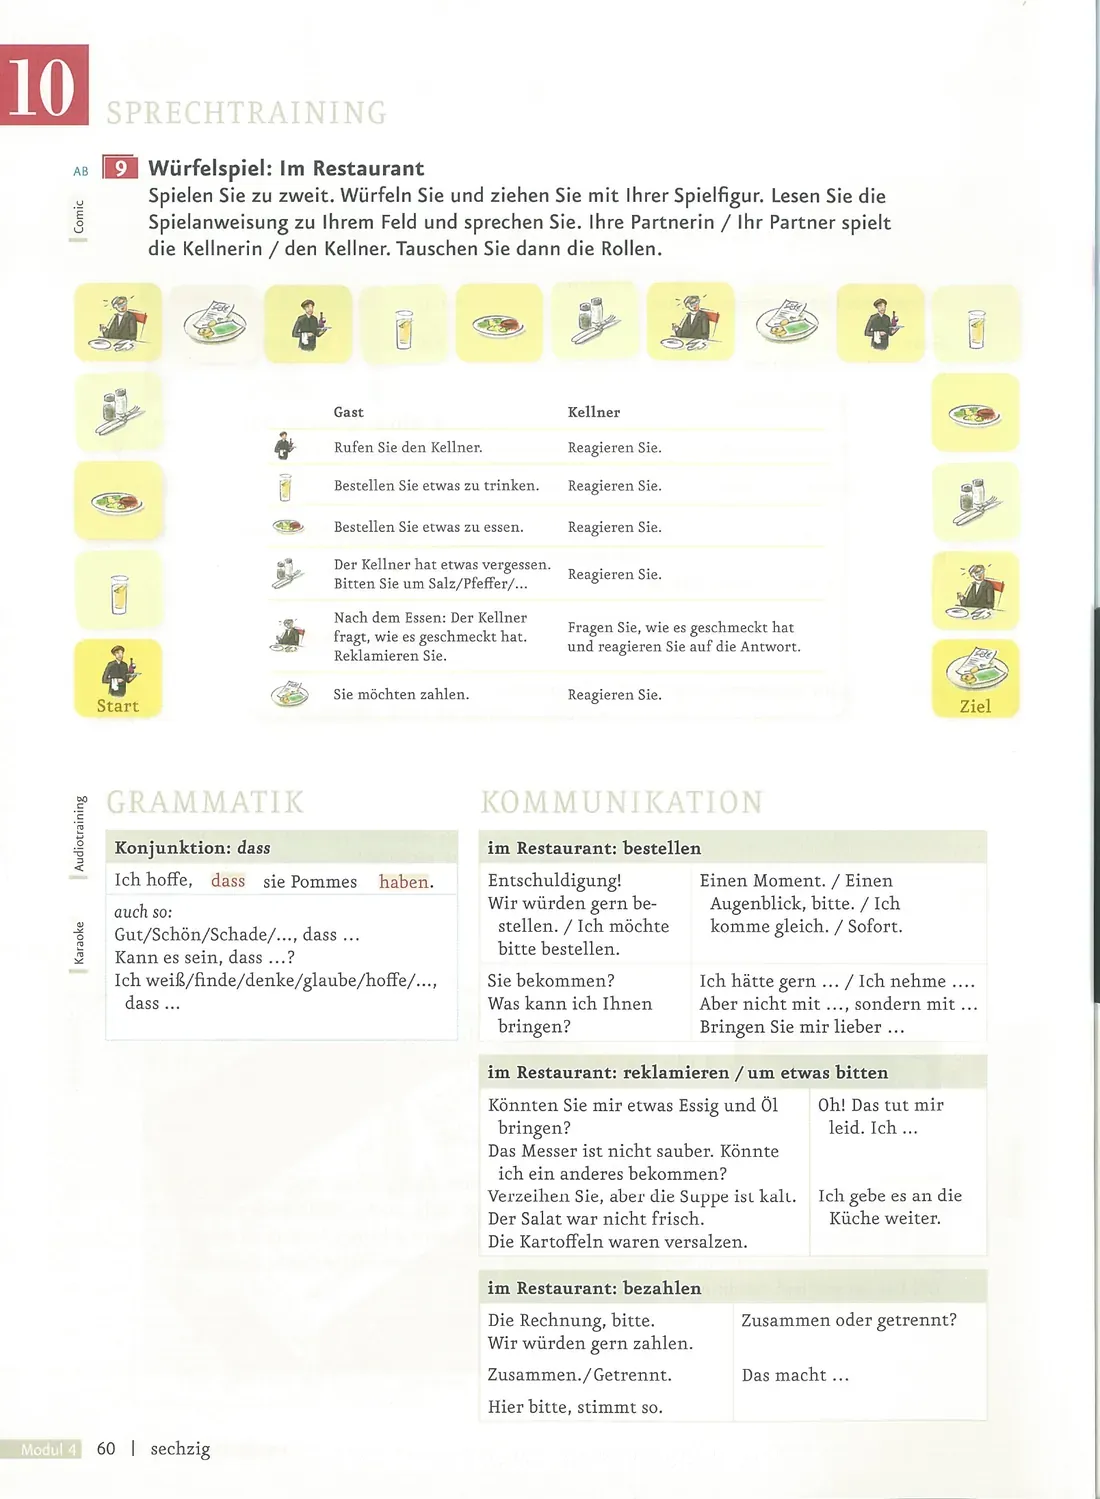 10
SPRECHTRAINING
AB 9 Würfelspiel: Im Restaurant
Comic
Spielen Sie zu zweit. Würfeln Sie und ziehen Sie mit Ihrer Spielfigur. Lesen Sie die
Spielanweisung zu Ihrem Feld und sprechen Sie. Ihre Partnerin / Ihr Partner spielt
die Kellnerin / den Kellner. Tauschen Sie dann die Rollen.
Gast Kellner
Rufen Sie den Kellner. Reagieren Sie.
Bestellen Sie etwas zu trinken. Reagieren Sie.
Bestellen Sie etwas zu essen. Reagieren Sie.
Der Kellner hat etwas vergessen.
Bitten Sie um Salz/Pfeffer/...
Reagieren Sie.
Nach dem Essen: Der Kellner
fragt, wie es geschmeckt hat.
Reklamieren Sie.
Fragen Sie, wie es geschmeckt hat
und reagieren Sie auf die Antwort.
Sie möchten zahlen. Reagieren Sie.
Start
Ziel
Audiotraining
Karaoke
GRAMMATIK
Konjunktion: dass
Ich hoffe, dass sie Pommes haben.
auch so:
Gut/Schön/Schade/..., dass ...
Kann es sein, dass ...?
Ich weiß/finde/denke/glaube/hoffe/...,
dass ...
KOMMUNIKATION
im Restaurant: bestellen
Entschuldigung!
Wir würden gern be-
stellen. / Ich möchte
bitte bestellen.
Einen Moment. / Einen
Augenblick, bitte. / Ich
komme gleich. / Sofort.
Sie bekommen?
Was kann ich Ihnen
bringen?
Ich hätte gern ... / Ich nehme ....
Aber nicht mit ..., sondern mit ...
Bringen Sie mir lieber ...
im Restaurant: reklamieren / um etwas bitten
Könnten Sie mir etwas Essig und Öl
bringen?
Das Messer ist nicht sauber. Könnte
ich ein anderes bekommen?
Verzeihen Sie, aber die Suppe ist kalt.
Der Salat war nicht frisch.
Die Kartoffeln waren versalzen.
Oh! Das tut mir
leid. Ich ...
Ich gebe es an die
Küche weiter.
im Restaurant: bezahlen
Die Rechnung, bitte.
Wir würden gern zahlen.
Zusammen oder getrennt?
Zusammen./Getrennt.
Das macht ...
Hier bitte, stimmt so.
Modul 4 60 | sechzig